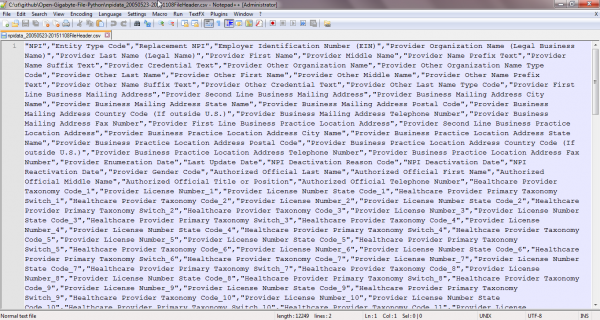 C:\zfs\github\Open-Gigabyte-File-Python\npidata_20050523-20151108FileHeader.csv - Notepad++ [Administrator]
File Edit Search View Encoding Language Settings Macro Run TextFX Plugins Window ?
npidata_20050523-20151108FileHeader.csv
1 "NPI","Entity Type Code","Replacement NPI","Employer Identification Number (EIN)","Provider Organization Name (Legal Business
Name)","Provider Last Name (Legal Name)","Provider First Name","Provider Middle Name","Provider Name Prefix Text","Provider
Name Suffix Text","Provider Credential Text","Provider Other Organization Name","Provider Other Organization Name Type
Code","Provider Other Last Name","Provider Other First Name","Provider Other Middle Name","Provider Other Name Prefix
Text","Provider Other Name Suffix Text","Provider Other Credential Text","Provider Other Last Name Type Code","Provider First
Line Business Mailing Address","Provider Second Line Business Mailing Address","Provider Business Mailing Address City
Name","Provider Business Mailing Address State Name","Provider Business Mailing Address Postal Code","Provider Business
Mailing Address Country Code (If outside U.S.)","Provider Business Mailing Address Telephone Number","Provider Business Mailing
Address Fax Number","Provider First Line Business Practice Location Address","Provider Second Line Business Practice
Location Address","Provider Business Practice Location Address City Name","Provider Business Practice Location Address State
Name","Provider Business Practice Location Address Postal Code","Provider Business Practice Location Address Country Code (If
outside U.S.)","Provider Business Practice Location Address Telephone Number","Provider Business Practice Location Address Fax
Number","Provider Enumeration Date","Last Update Date","NPI Deactivation Reason Code","NPI Deactivation Date","NPI
Reactivation Date","Provider Gender Code","Authorized Official Last Name","Authorized Official First Name","Authorized
Official Middle Name","Authorized Official Title or Position","Authorized Official Telephone Number","Healthcare Provider
Taxonomy Code_1","Provider License Number_1","Provider License Number State Code_1","Healthcare Provider Primary Taxonomy
Switch_1","Healthcare Provider Taxonomy Code_2","Provider License Number_2","Provider License Number State Code_2","Healthcare
Provider Primary Taxonomy Switch_2","Healthcare Provider Taxonomy Code_3","Provider License Number_3","Provider License Number
State Code_3","Healthcare Provider Primary Taxonomy Switch_3","Healthcare Provider Taxonomy Code_4","Provider License
Number_4","Provider License Number State Code_4","Healthcare Provider Primary Taxonomy Switch_4","Healthcare Provider Taxonomy
Code_5","Provider License Number_5","Provider License Number State Code_5","Healthcare Provider Primary Taxonomy
Switch_5","Healthcare Provider Taxonomy Code_6","Provider License Number_6","Provider License Number State Code_6","Healthcare
Provider Primary Taxonomy Switch_6","Healthcare Provider Taxonomy Code_7","Provider License Number_7","Provider License Number
State Code_7","Healthcare Provider Primary Taxonomy Switch_7","Healthcare Provider Taxonomy Code_8","Provider License
Number_8","Provider License Number State Code_8","Healthcare Provider Primary Taxonomy Switch_8","Healthcare Provider Taxonomy
Code_9","Provider License Number_9","Provider License Number State Code_9","Healthcare Provider Primary Taxonomy
Switch_9","Healthcare Provider Taxonomy Code_10","Provider License Number_10","Provider License Number State
Code_10","Healthcare Provider Primary Taxonomy Switch_10","Healthcare Provider Taxonomy Code_11","Provider License
Normal text file length : 12249 lines : 2 Ln : 1 Col : 1 Sel : 0 | 0 UNIX UTF-8 INS